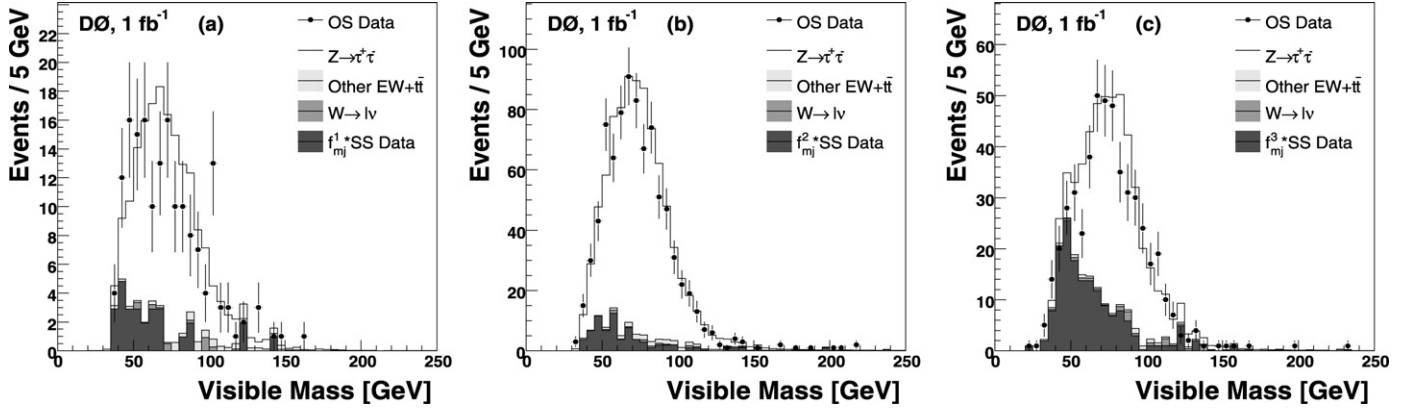 DØ, 1 fb⁻¹ (a)
OS Data
Z→τ⁺τ⁻
Other EW+tt̄
W→lν
f¹mj*SS Data
Events / 5 GeV
22
20
18
16
14
12
10
8
6
4
2
0
0 50 100 150 200 250
Visible Mass [GeV]
DØ, 1 fb⁻¹ (b)
OS Data
Z→τ⁺τ⁻
Other EW+tt̄
W→lν
f²mj*SS Data
Events / 5 GeV
100
80
60
40
20
0
0 50 100 150 200 250
Visible Mass [GeV]
DØ, 1 fb⁻¹ (c)
OS Data
Z→τ⁺τ⁻
Other EW+tt̄
W→lν
f³mj*SS Data
Events / 5 GeV
60
50
40
30
20
10
0
0 50 100 150 200 250
Visible Mass [GeV]